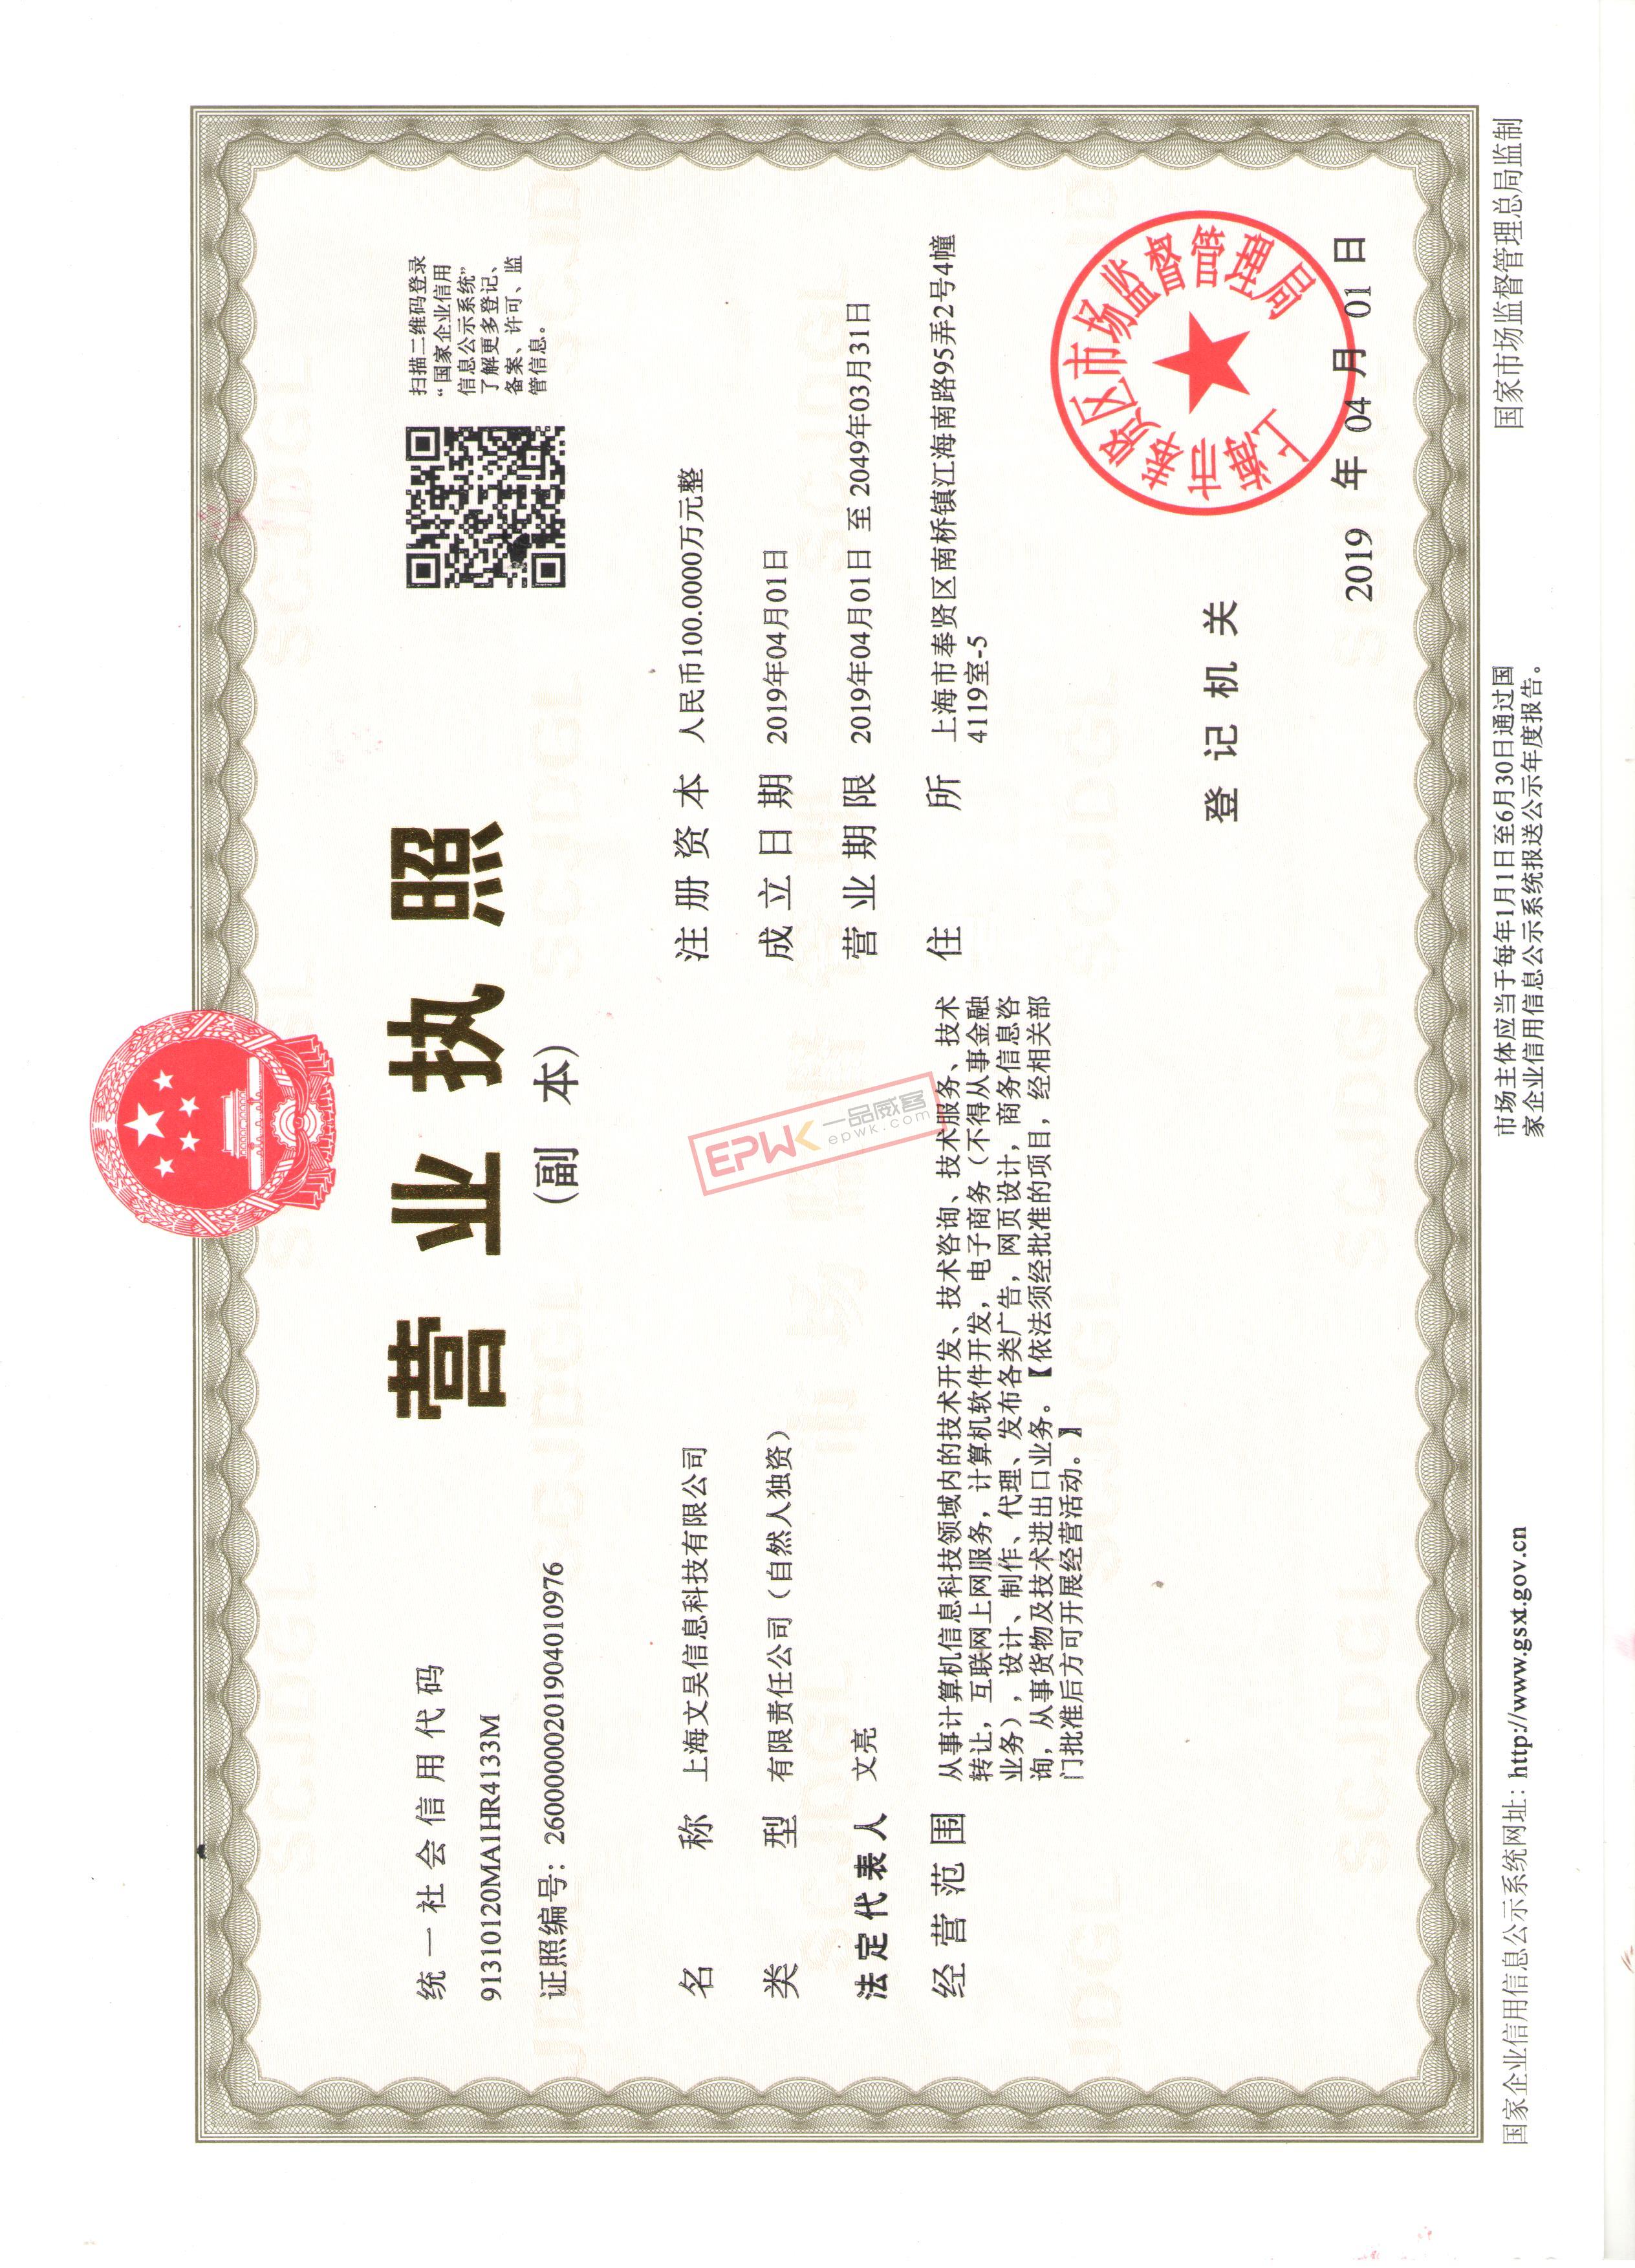 统一社会信用代码
91310120MA1HR4133M
证照编号：26000002019040​10976
营业执照
（副 本）
扫描二维码登录
“国家企业信用
信息公示系统”
了解更多登记、
备案、许可、监
管信息。
名 称 上海文吴信息科技有限公司
类 型 有限责任公司（自然人独资）
法定代表人 文亮
经营范围 从事计算机信息科技领域内的技术开发、技术咨询、技术服务、技术
转让，互联网上网服务，计算机软件开发，电子商务（不得从事金融
业务），设计、制作、代理、发布各类广告，网页设计，商务信息咨
询，从事货物及技术进出口业务。【依法须经批准的项目，经相关部
门批准后方可开展经营活动。】
注册资本 人民币100.0000万元整
成立日期 2019年04月01日
营业期限 2019年04月01日 至 2049年03月31日
住 所 上海市奉贤区南桥镇江海南路95弄2号4幢
4119室-5
EPWK 一品威客
epwk.com
登记机关
上海市奉贤区市场监督管理局
2019 年 04 月 01 日
国家企业信用信息公示系统网址：http://www.gsxt.gov.cn
市场主体应当于每年1月1日至6月30日通过国
家企业信用信息公示系统报送公示年度报告。
国家市场监督管理总局监制